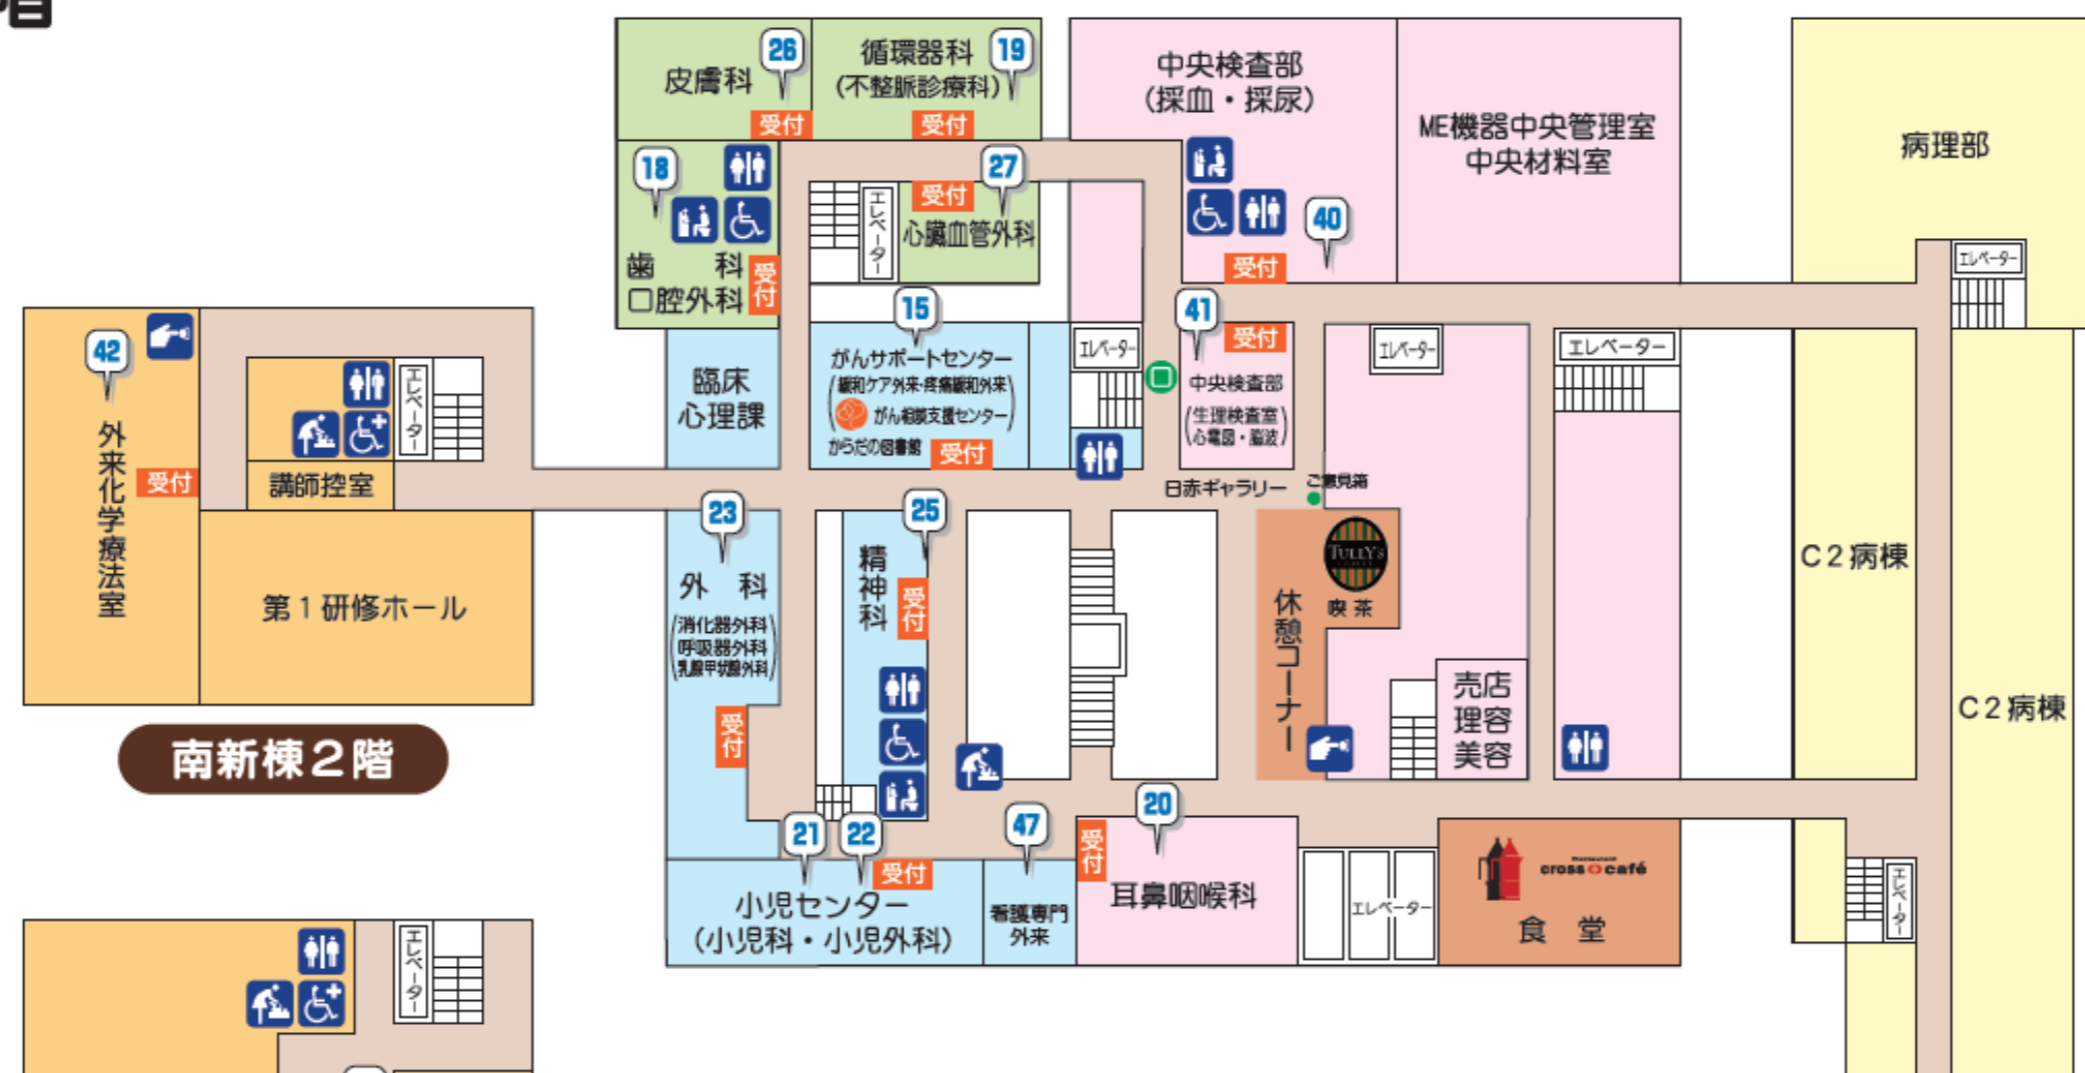 階
26
皮膚科
受付
循環器科
19
(不整脈診療科)
受付
中央検査部
(採血・採尿)
ME機器中央管理室
中央材料室
病理部
18
歯 科
口腔外科
受付
エレベーター
27
受付
心臓血管外科
40
受付
エレベーター
42
外来化学療法室
受付
エレベーター
講師控室
第1研修ホール
南新棟2階
臨床
心理課
15
がんサポートセンター
(緩和ケア外来・疼痛緩和外来)
がん相談支援センター
からだの図書館
受付
エレベーター
41
受付
中央検査部
(生理検査室)
(心電図・脳波)
エレベーター
エレベーター
日赤ギャラリー
ご意見箱
23
外 科
(消化器外科)
呼吸器外科
乳腺甲状腺外科
受付
25
精神科
受付
TULLY'S
喫茶
休憩コーナー
売店
理容
美容
C2病棟
C2病棟
21
22
受付
小児センター
(小児科・小児外科)
47
看護専門
外来
20
受付
耳鼻咽喉科
エレベーター
cross café
食 堂
エレベーター
エレベーター